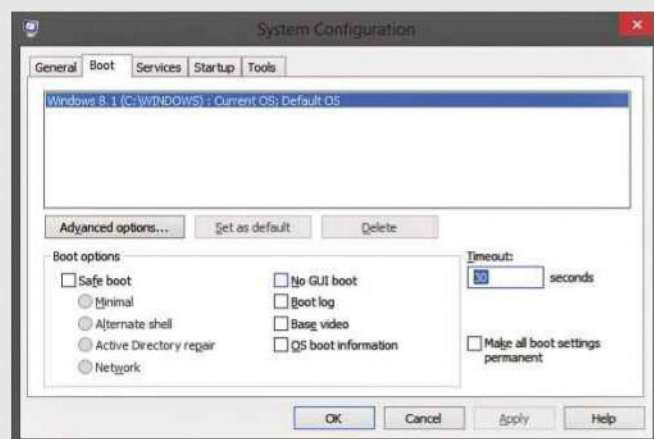 System Configuration
General Boot Services Startup Tools
Windows 8.1 (C:\WINDOWS) : Current OS; Default OS
Advanced options... Set as default Delete
Boot options
Timeout:
Safe boot No GUI boot
30 seconds
Minimal Boot log
Alternate shell Base video
Active Directory repair OS boot information
Make all boot settings permanent
Network
OK Cancel Apply Help